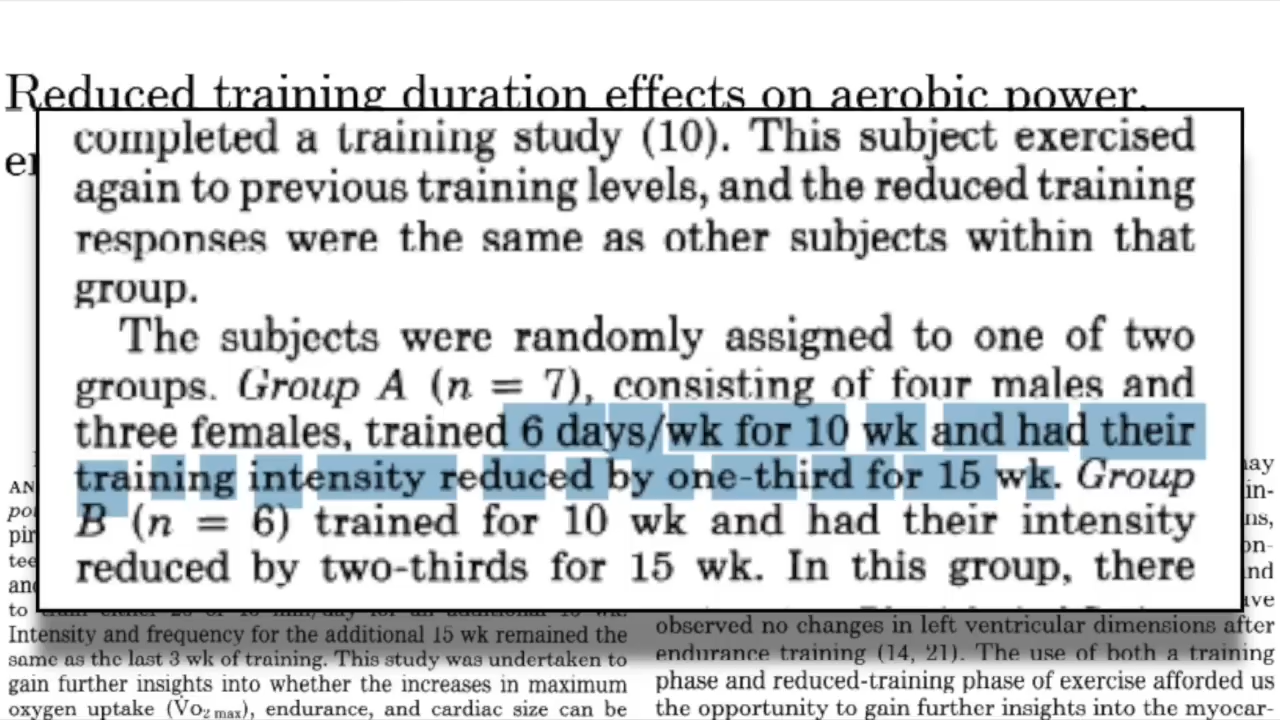 Reduced training duration effects on aerobic power,
completed a training study (10). This subject exercised
again to previous training levels, and the reduced training
responses were the same as other subjects within that
group.
The subjects were randomly assigned to one of two
groups. Group A (n = 7), consisting of four males and
three females, trained 6 days/wk for 10 wk and had their
training intensity reduced by one-third for 15 wk. Group
B (n = 6) trained for 10 wk and had their intensity
reduced by two-thirds for 15 wk. In this group, there
Intensity and frequency for the additional 15 wk remained the
same as the last 3 wk of training. This study was undertaken to
gain further insights into whether the increases in maximum
oxygen uptake (V̇o2 max), endurance, and cardiac size can be
observed no changes in left ventricular dimensions after
endurance training (14, 21). The use of both a training
phase and reduced-training phase of exercise afforded us
the opportunity to gain further insights into the myocar-